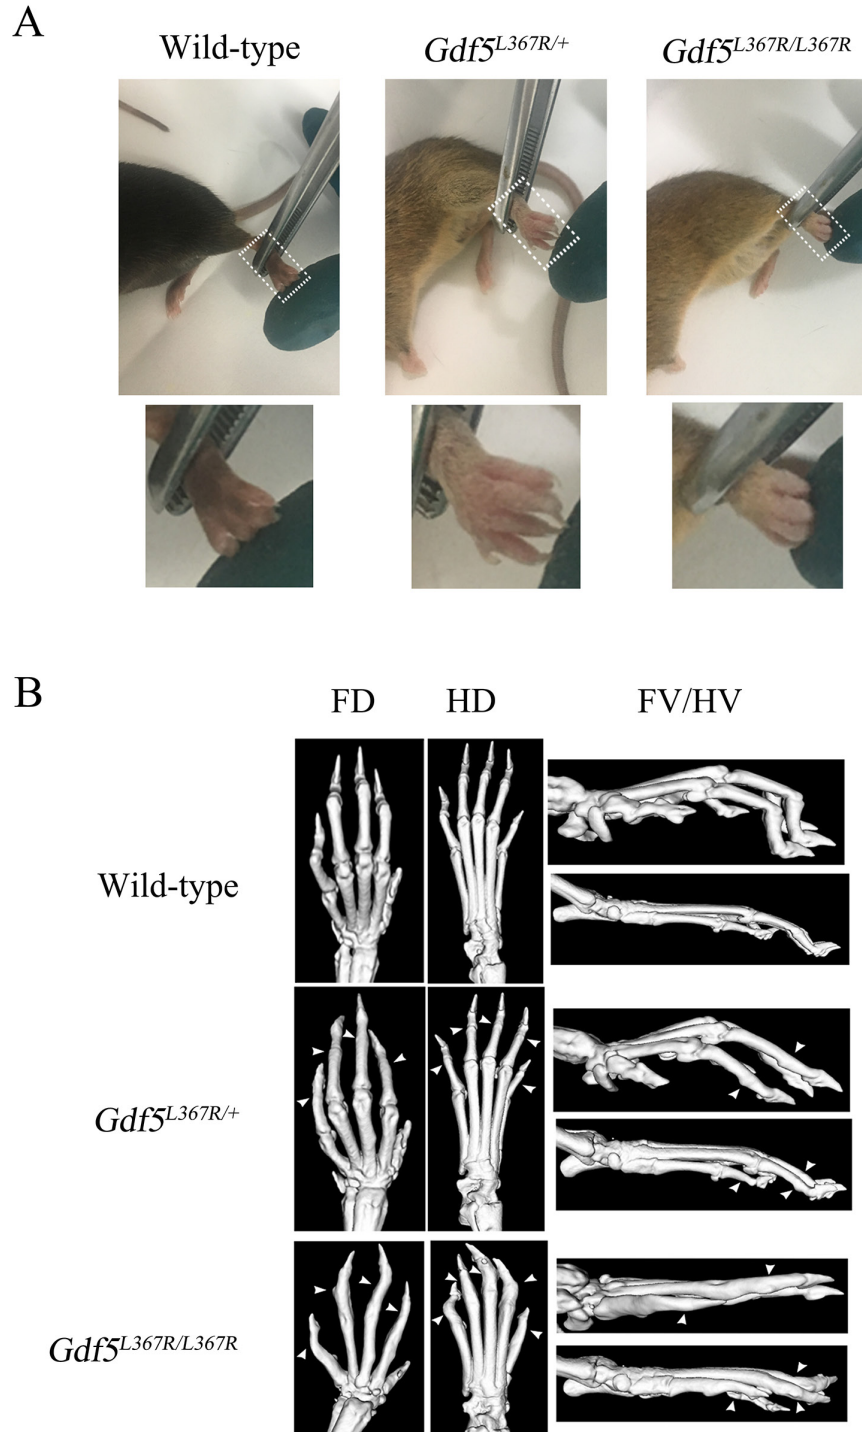 A
Wild-type Gdf5L367R/+ Gdf5L367R/L367R
B
FD HD FV/HV
Wild-type
Gdf5L367R/+
Gdf5L367R/L367R